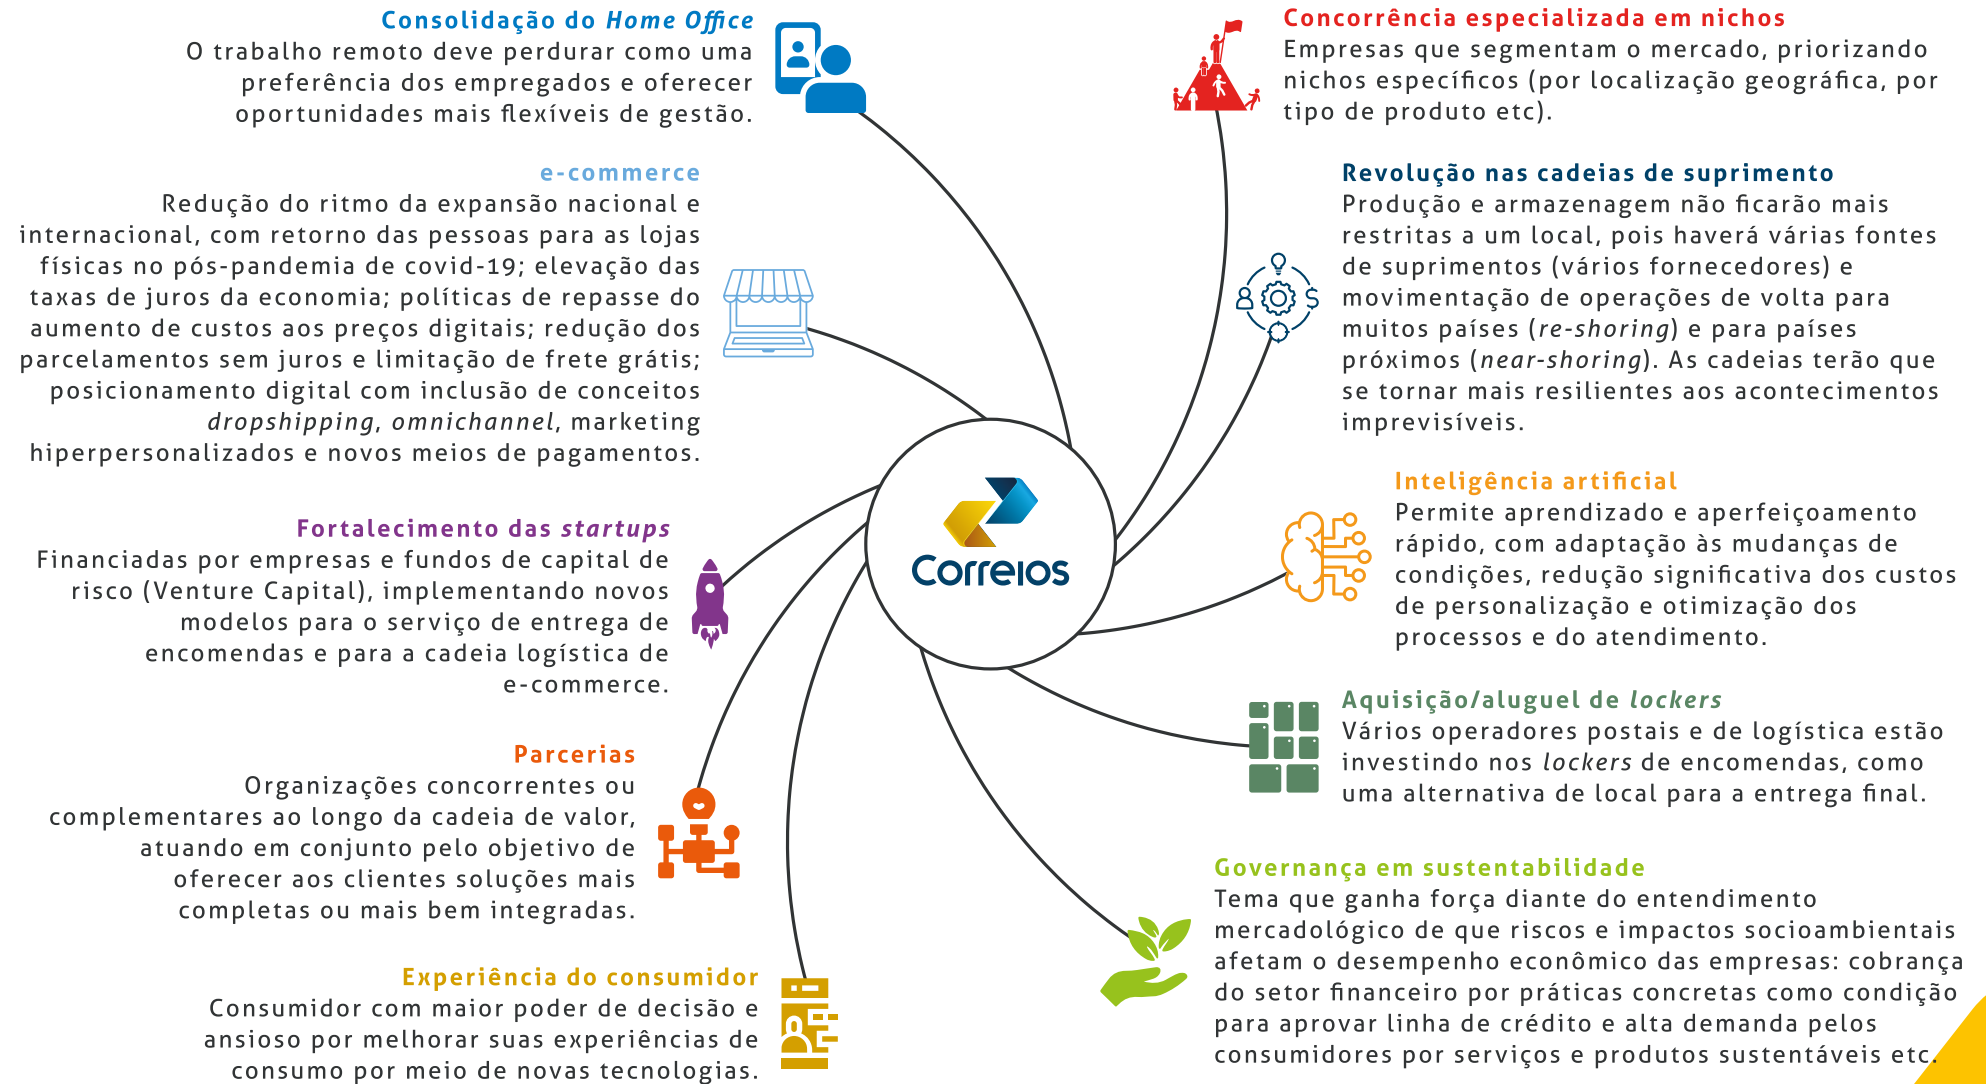 Consolidação do Home Office
O trabalho remoto deve perdurar como uma
preferência dos empregados e oferecer
oportunidades mais flexíveis de gestão.
e-commerce
Redução do ritmo da expansão nacional e
internacional, com retorno das pessoas para as lojas
físicas no pós-pandemia de covid-19; elevação das
taxas de juros da economia; políticas de repasse do
aumento de custos aos preços digitais; redução dos
parcelamentos sem juros e limitação de frete grátis;
posicionamento digital com inclusão de conceitos
dropshipping, omnichannel, marketing
hiperpersonalizados e novos meios de pagamentos.
Fortalecimento das startups
Financiadas por empresas e fundos de capital de
risco (Venture Capital), implementando novos
modelos para o serviço de entrega de
encomendas e para a cadeia logística de
e-commerce.
Parcerias
Organizações concorrentes ou
complementares ao longo da cadeia de valor,
atuando em conjunto pelo objetivo de
oferecer aos clientes soluções mais
completas ou mais bem integradas.
Experiência do consumidor
Consumidor com maior poder de decisão e
ansioso por melhorar suas experiências de
consumo por meio de novas tecnologias.
Correios
Concorrência especializada em nichos
Empresas que segmentam o mercado, priorizando
nichos específicos (por localização geográfica, por
tipo de produto etc).
Revolução nas cadeias de suprimento
Produção e armazenagem não ficarão mais
restritas a um local, pois haverá várias fontes
de suprimentos (vários fornecedores) e
movimentação de operações de volta para
muitos países (re-shoring) e para países
próximos (near-shoring). As cadeias terão que
se tornar mais resilientes aos acontecimentos
imprevisíveis.
Inteligência artificial
Permite aprendizado e aperfeiçoamento
rápido, com adaptação às mudanças de
condições, redução significativa dos custos
de personalização e otimização dos
processos e do atendimento.
Aquisição/aluguel de lockers
Vários operadores postais e de logística estão
investindo nos lockers de encomendas, como
uma alternativa de local para a entrega final.
Governança em sustentabilidade
Tema que ganha força diante do entendimento
mercadológico de que riscos e impactos socioambientais
afetam o desempenho econômico das empresas: cobrança
do setor financeiro por práticas concretas como condição
para aprovar linha de crédito e alta demanda pelos
consumidores por serviços e produtos sustentáveis etc.